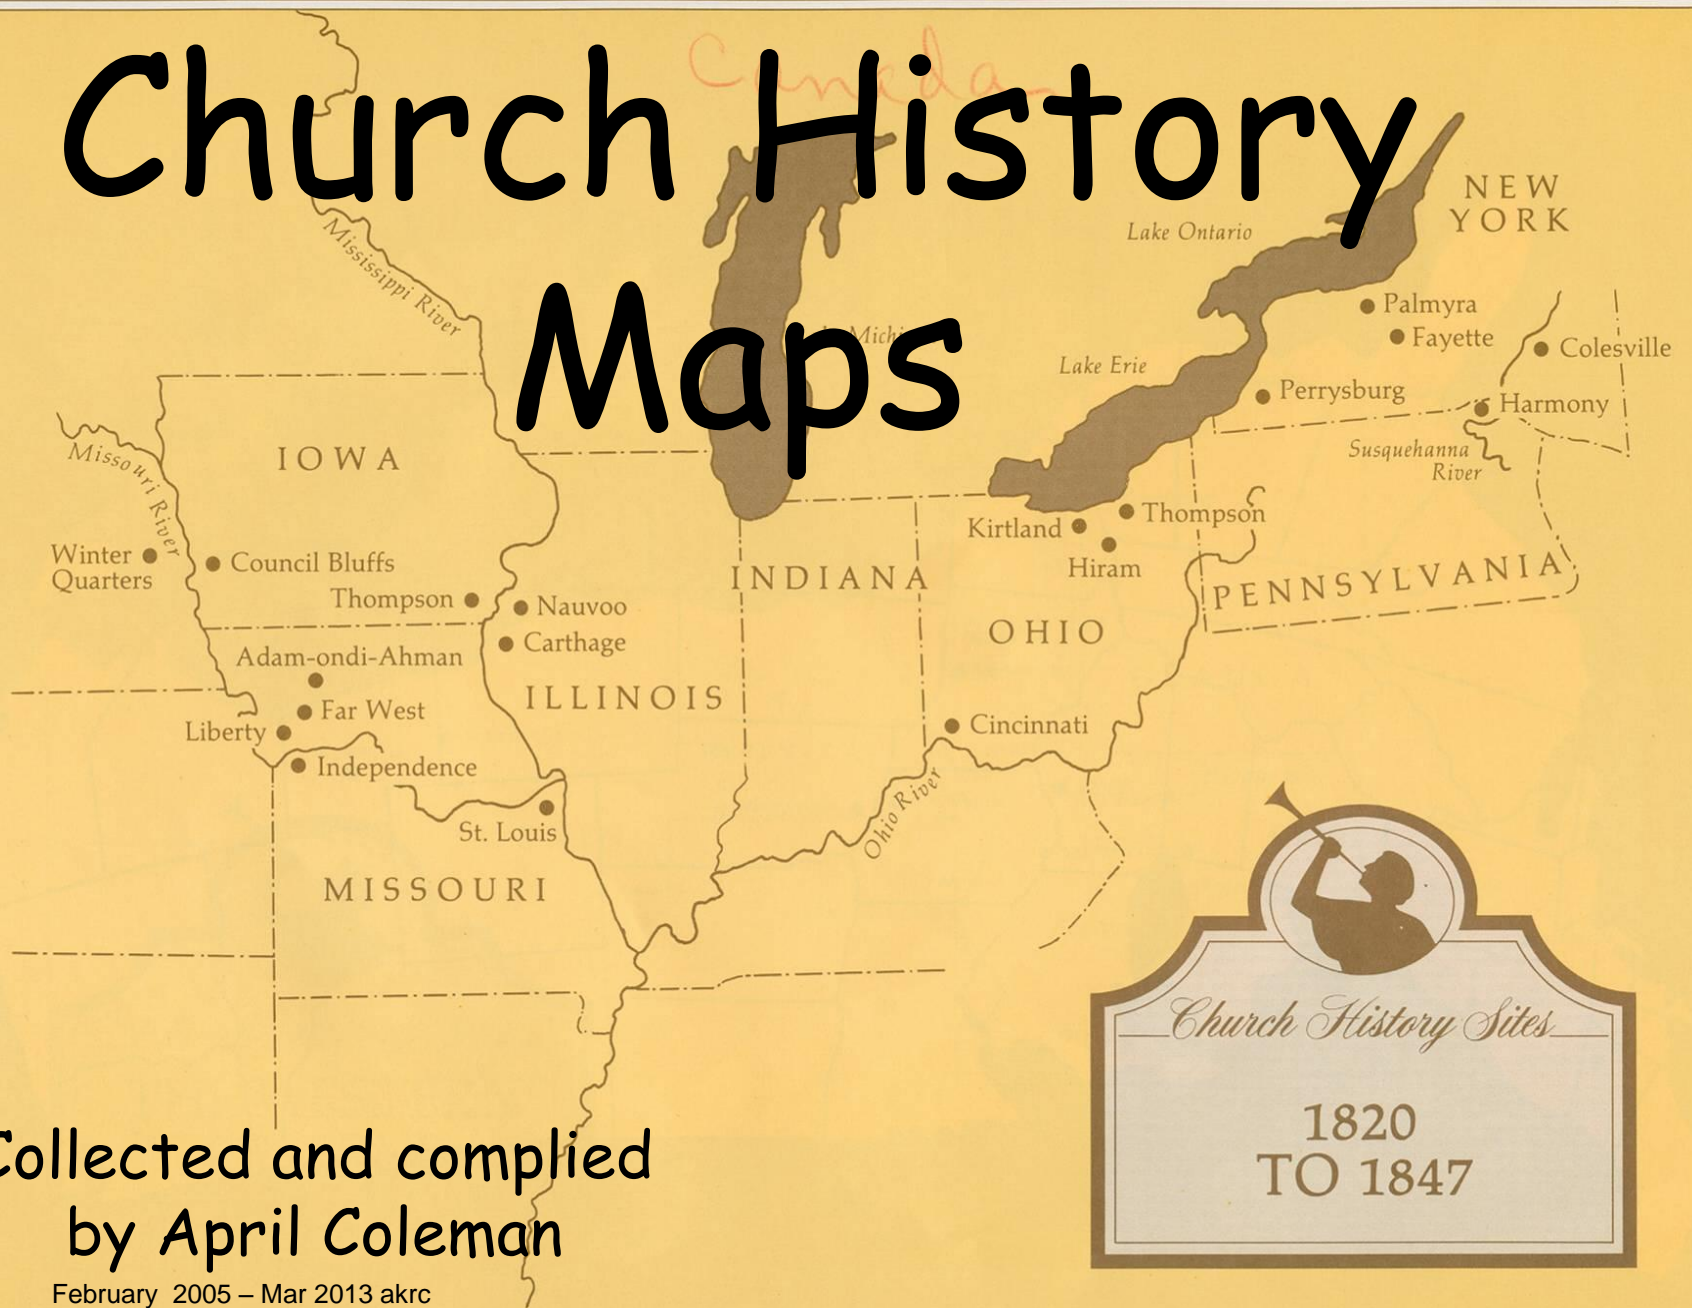 Canada
Church History
Maps
NEW
YORK
Lake Ontario
Mississippi River
Palmyra
Fayette
Colesville
Lake Erie
Perrysburg
Harmony
Susquehanna
River
IOWA
Missouri River
Thompson
Kirtland
Hiram
Winter
Quarters
Council Bluffs
Thompson
Nauvoo
Carthage
INDIANA
PENNSYLVANIA
OHIO
Adam-ondi-Ahman
Far West
ILLINOIS
Liberty
Independence
Cincinnati
Ohio River
St. Louis
MISSOURI
Church History Sites
1820
TO 1847
Collected and complied
by April Coleman
February 2005 – Mar 2013 akrc